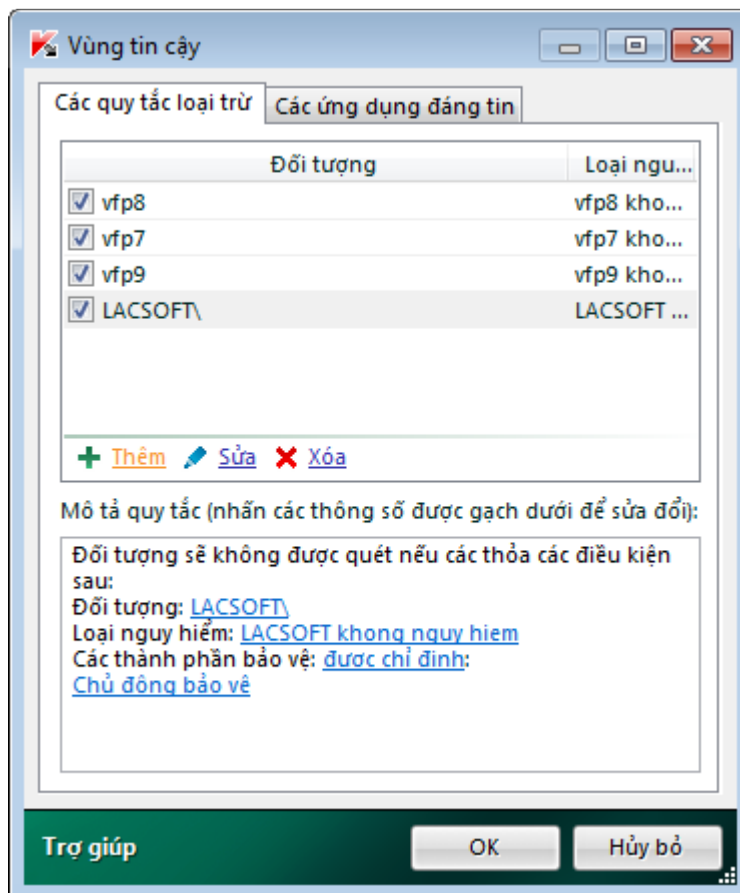 Vùng tin cậy
Các quy tắc loại trừ Các ứng dụng đáng tin
Đối tượng Loại ngu...
vfp8 vfp8 kho...
vfp7 vfp7 kho...
vfp9 vfp9 kho...
LACSOFT\ LACSOFT ...
Thêm Sửa Xóa
Mô tả quy tắc (nhấn các thông số được gạch dưới để sửa đổi):
Đối tượng sẽ không được quét nếu các thỏa các điều kiện
sau:
Đối tượng: LACSOFT\
Loại nguy hiểm: LACSOFT khong nguy hiem
Các thành phần bảo vệ: được chỉ định:
Chủ động bảo vệ
Trợ giúp OK Hủy bỏ